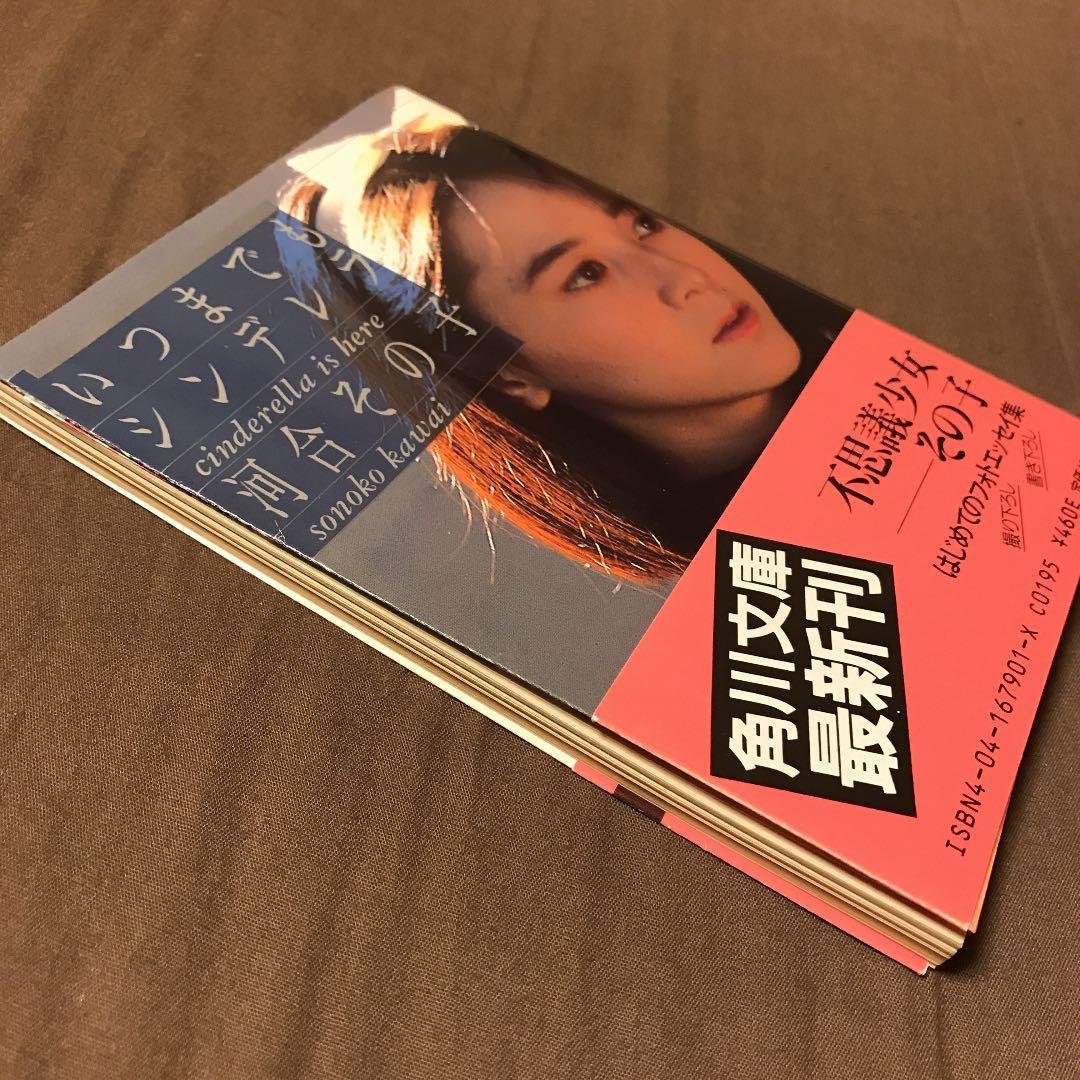 いつまでも
シンデレラ
cinderella is here
河合その子
sonoko kawai
不思議少女
その子
はじめてのフォトエッセイ集
撮り下ろし 書き下ろし
角川文庫
最新刊
ISBN4-04-167901-X C0195 ¥460E